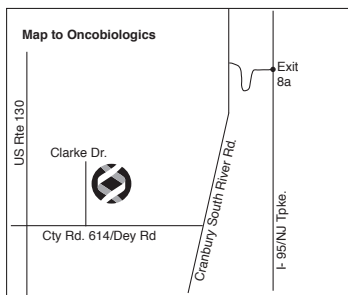 Map to Oncobiologics
Exit
8a
US Rte 130
Clarke Dr.
Cranbury South River Rd.
Cty Rd. 614/Dey Rd
I- 95/NJ Tpke.